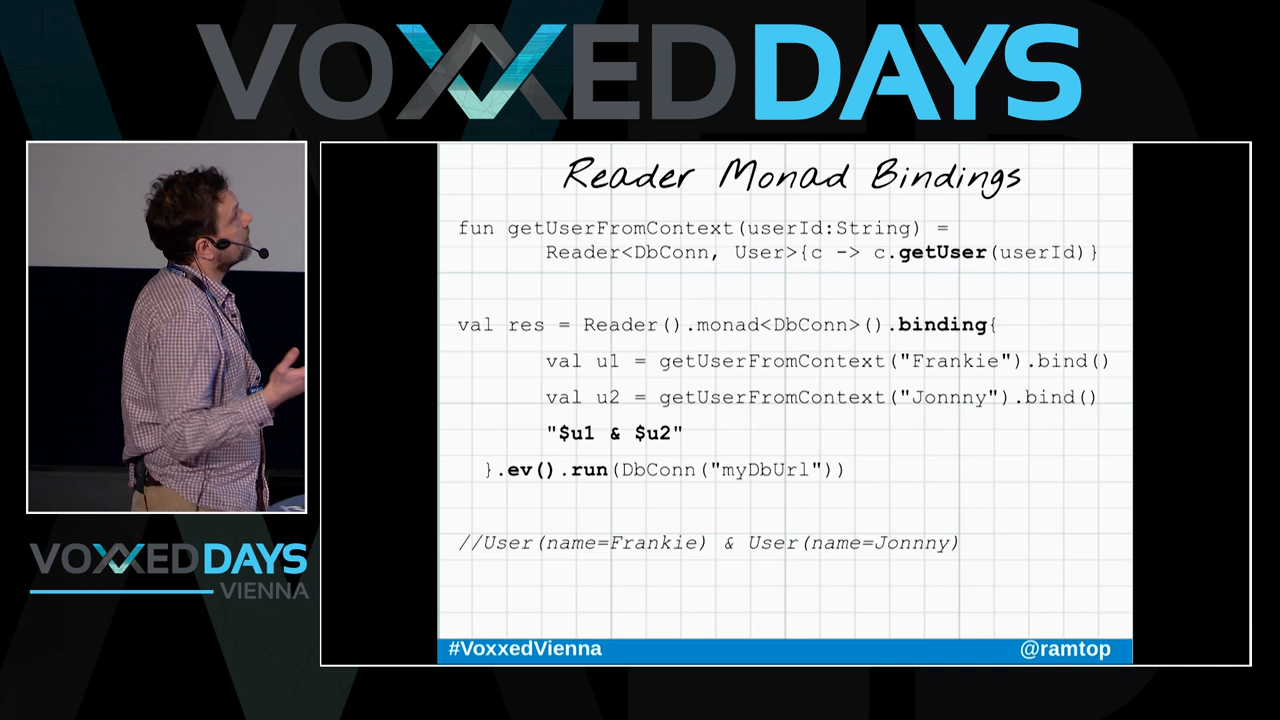 VOXXED DAYS
Reader Monad Bindings
fun getUserFromContext(userId:String) =
Reader<DbConn, User>{c -> c.getUser(userId)}
val res = Reader().monad<DbConn>().binding{
val u1 = getUserFromContext("Frankie").bind()
val u2 = getUserFromContext("Jonnny").bind()
"$u1 & $u2"
}.ev().run(DbConn("myDbUrl"))
//User(name=Frankie) & User(name=Jonnny)
#VoxxedVienna @ramtop
VOXXED DAYS
VIENNA